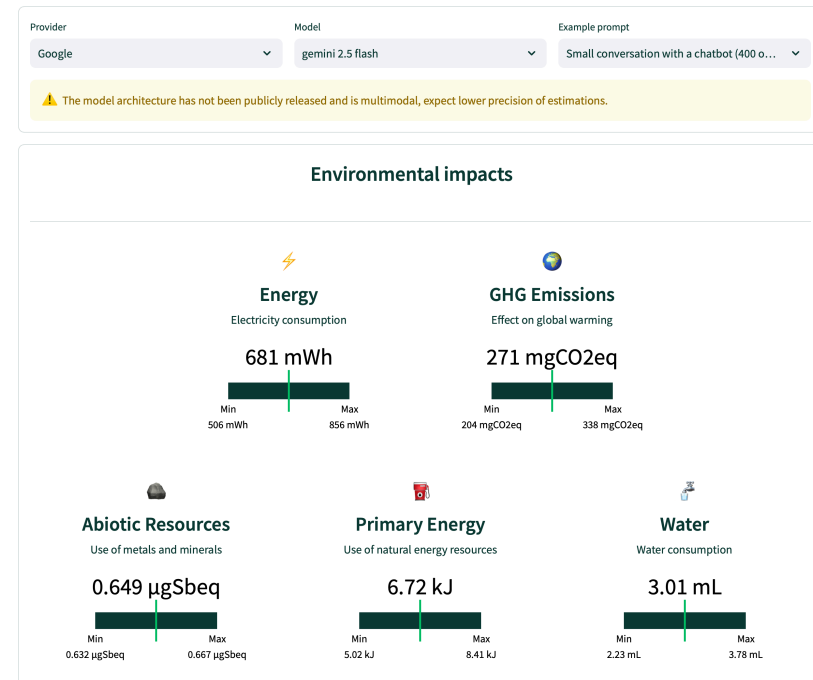 Provider
Model
Example prompt
Google
gemini 2.5 flash
Small conversation with a chatbot (400 o...
The model architecture has not been publicly released and is multimodal, expect lower precision of estimations.
Environmental impacts
Energy
GHG Emissions
Electricity consumption
Effect on global warming
681 mWh
271 mgCO2eq
Min
Max
Min
Max
506 mWh
856 mWh
204 mgCO2eq
338 mgCO2eq
Abiotic Resources
Primary Energy
Water
Use of metals and minerals
Use of natural energy resources
Water consumption
0.649 µgSbeq
6.72 kJ
3.01 mL
Min
Max
Min
Max
Min
Max
0.632 µgSbeq
0.667 µgSbeq
5.02 kJ
8.41 kJ
2.23 mL
3.78 mL